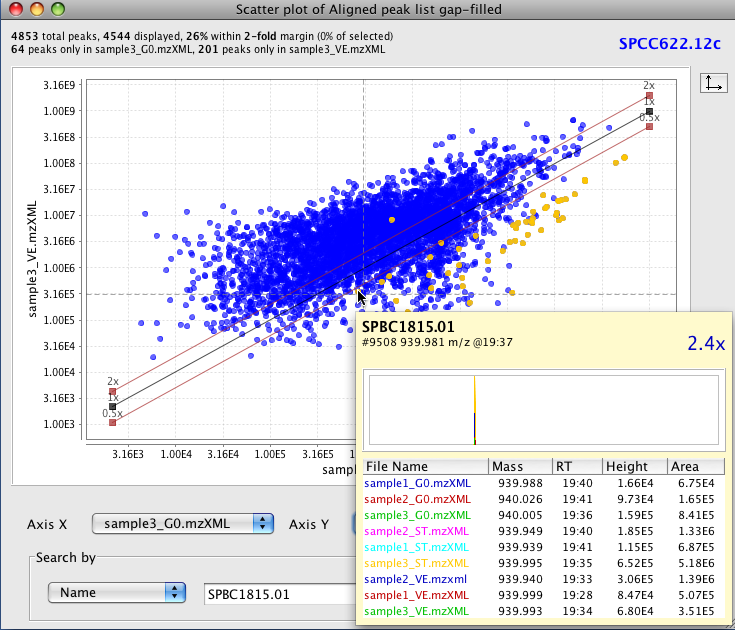 Scatter plot of Aligned peak list gap-filled
4853 total peaks, 4544 displayed, 26% within 2-fold margin (0% of selected)
64 peaks only in sample3_G0.mzXML, 201 peaks only in sample3_VE.mzXML
SPCC622.12c
sample3_VE.mzXML
3.16E9
1.00E9
3.16E8
1.00E8
3.16E7
1.00E7
3.16E6
1.00E6
3.16E5
1.00E5
3.16E4
1.00E4
3.16E3
1.00E3
2x
1x
0.5x
2x
1x
0.5x
3.16E3 1.00E4 3.16E4 1.00E5 3.16E5 1.00E
samp
SPBC1815.01
#9508 939.981 m/z @19:37
2.4x
File Name Mass RT Height Area
sample1_G0.mzXML 939.988 19:40 1.66E4 6.75E4
sample2_G0.mzXML 940.026 19:41 9.73E4 1.65E5
sample3_G0.mzXML 940.005 19:36 1.59E5 8.41E5
sample2_ST.mzXML 939.949 19:40 1.85E5 1.33E6
sample1_ST.mzXML 939.939 19:41 1.15E5 6.87E5
sample3_ST.mzXML 939.995 19:35 6.52E5 5.18E6
sample2_VE.mzxml 939.940 19:33 3.06E5 1.39E6
sample1_VE.mzXML 939.999 19:28 8.47E4 5.07E5
sample3_VE.mzXML 939.993 19:34 6.80E4 3.51E5
Axis X sample3_G0.mzXML Axis Y
Search by
Name SPBC1815.01